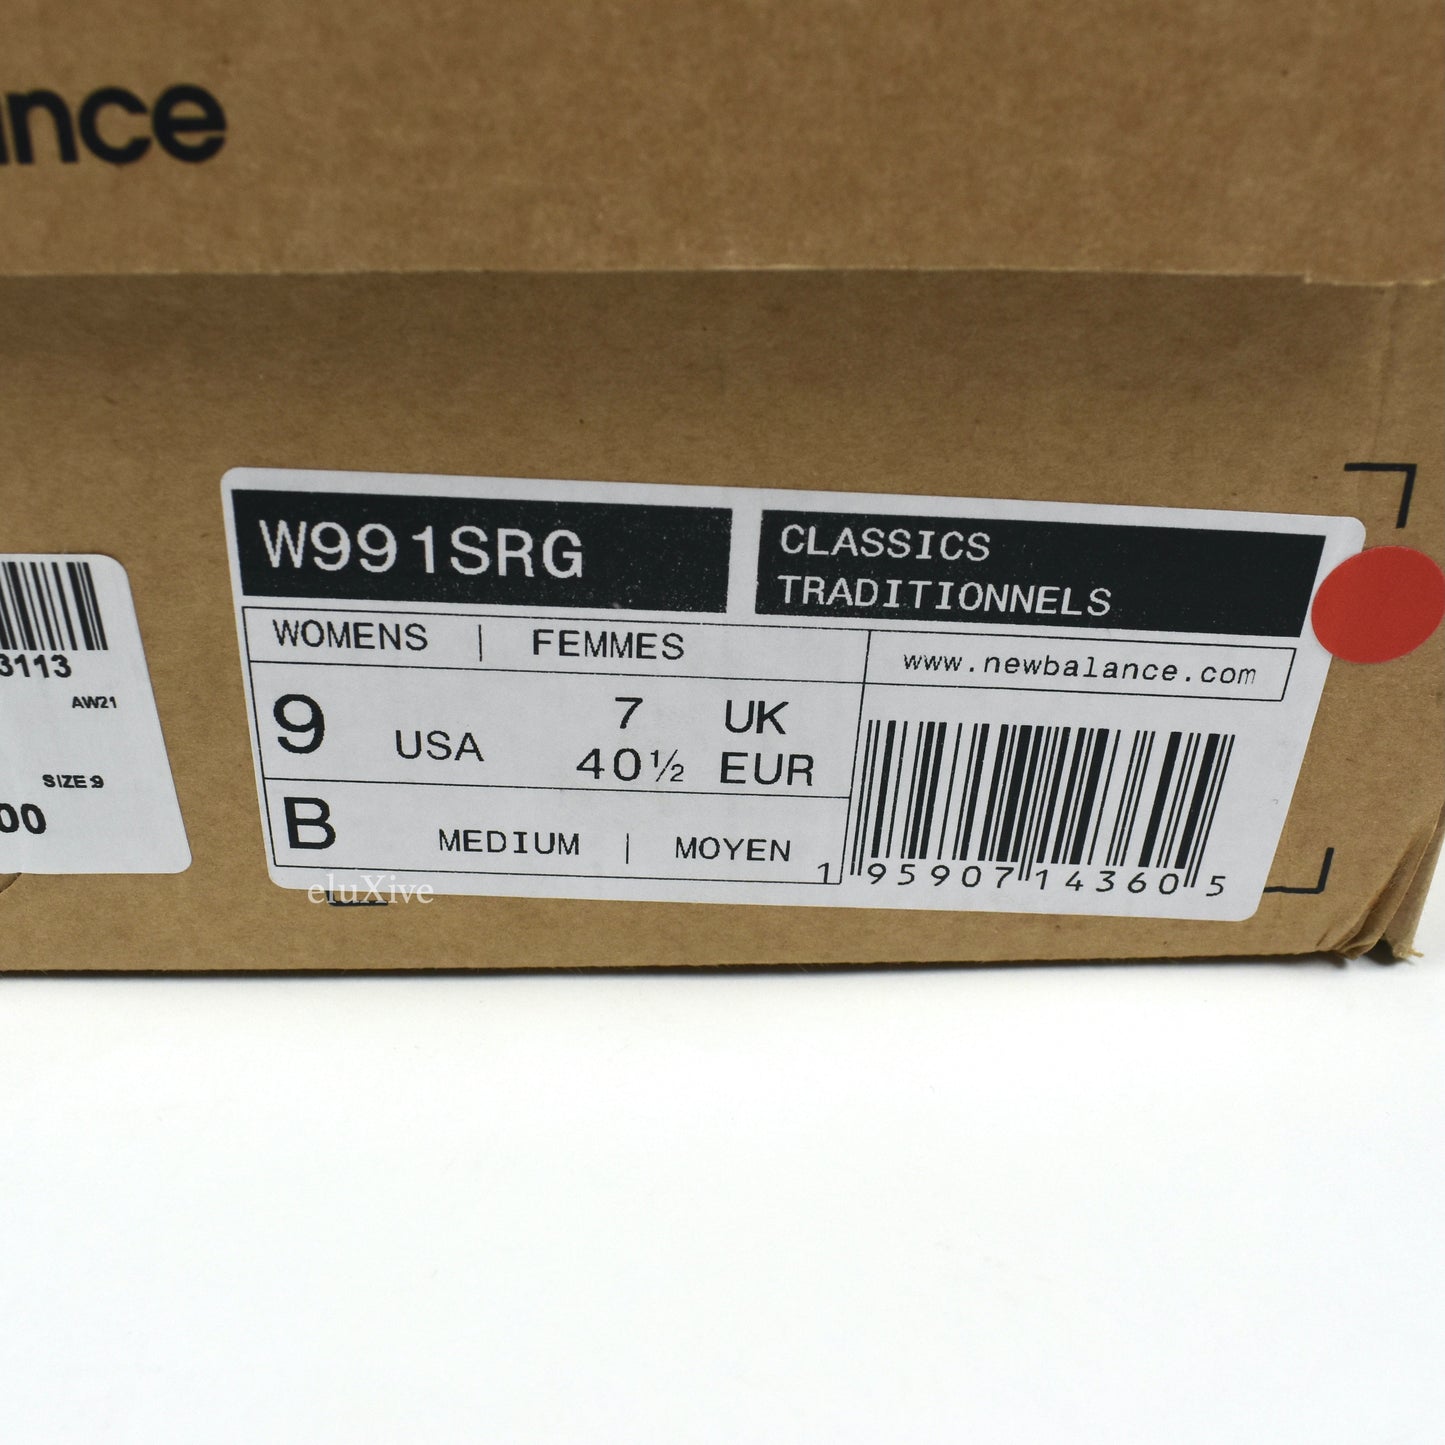 ance
3113
AW21
SIZE 9
00
W991SRG
CLASSICS
TRADITIONNELS
WOMENS | FEMMES
www.newbalance.com
9 USA 7 UK
40½ EUR
B MEDIUM | MOYEN
1 95907 14360 5
eluXive